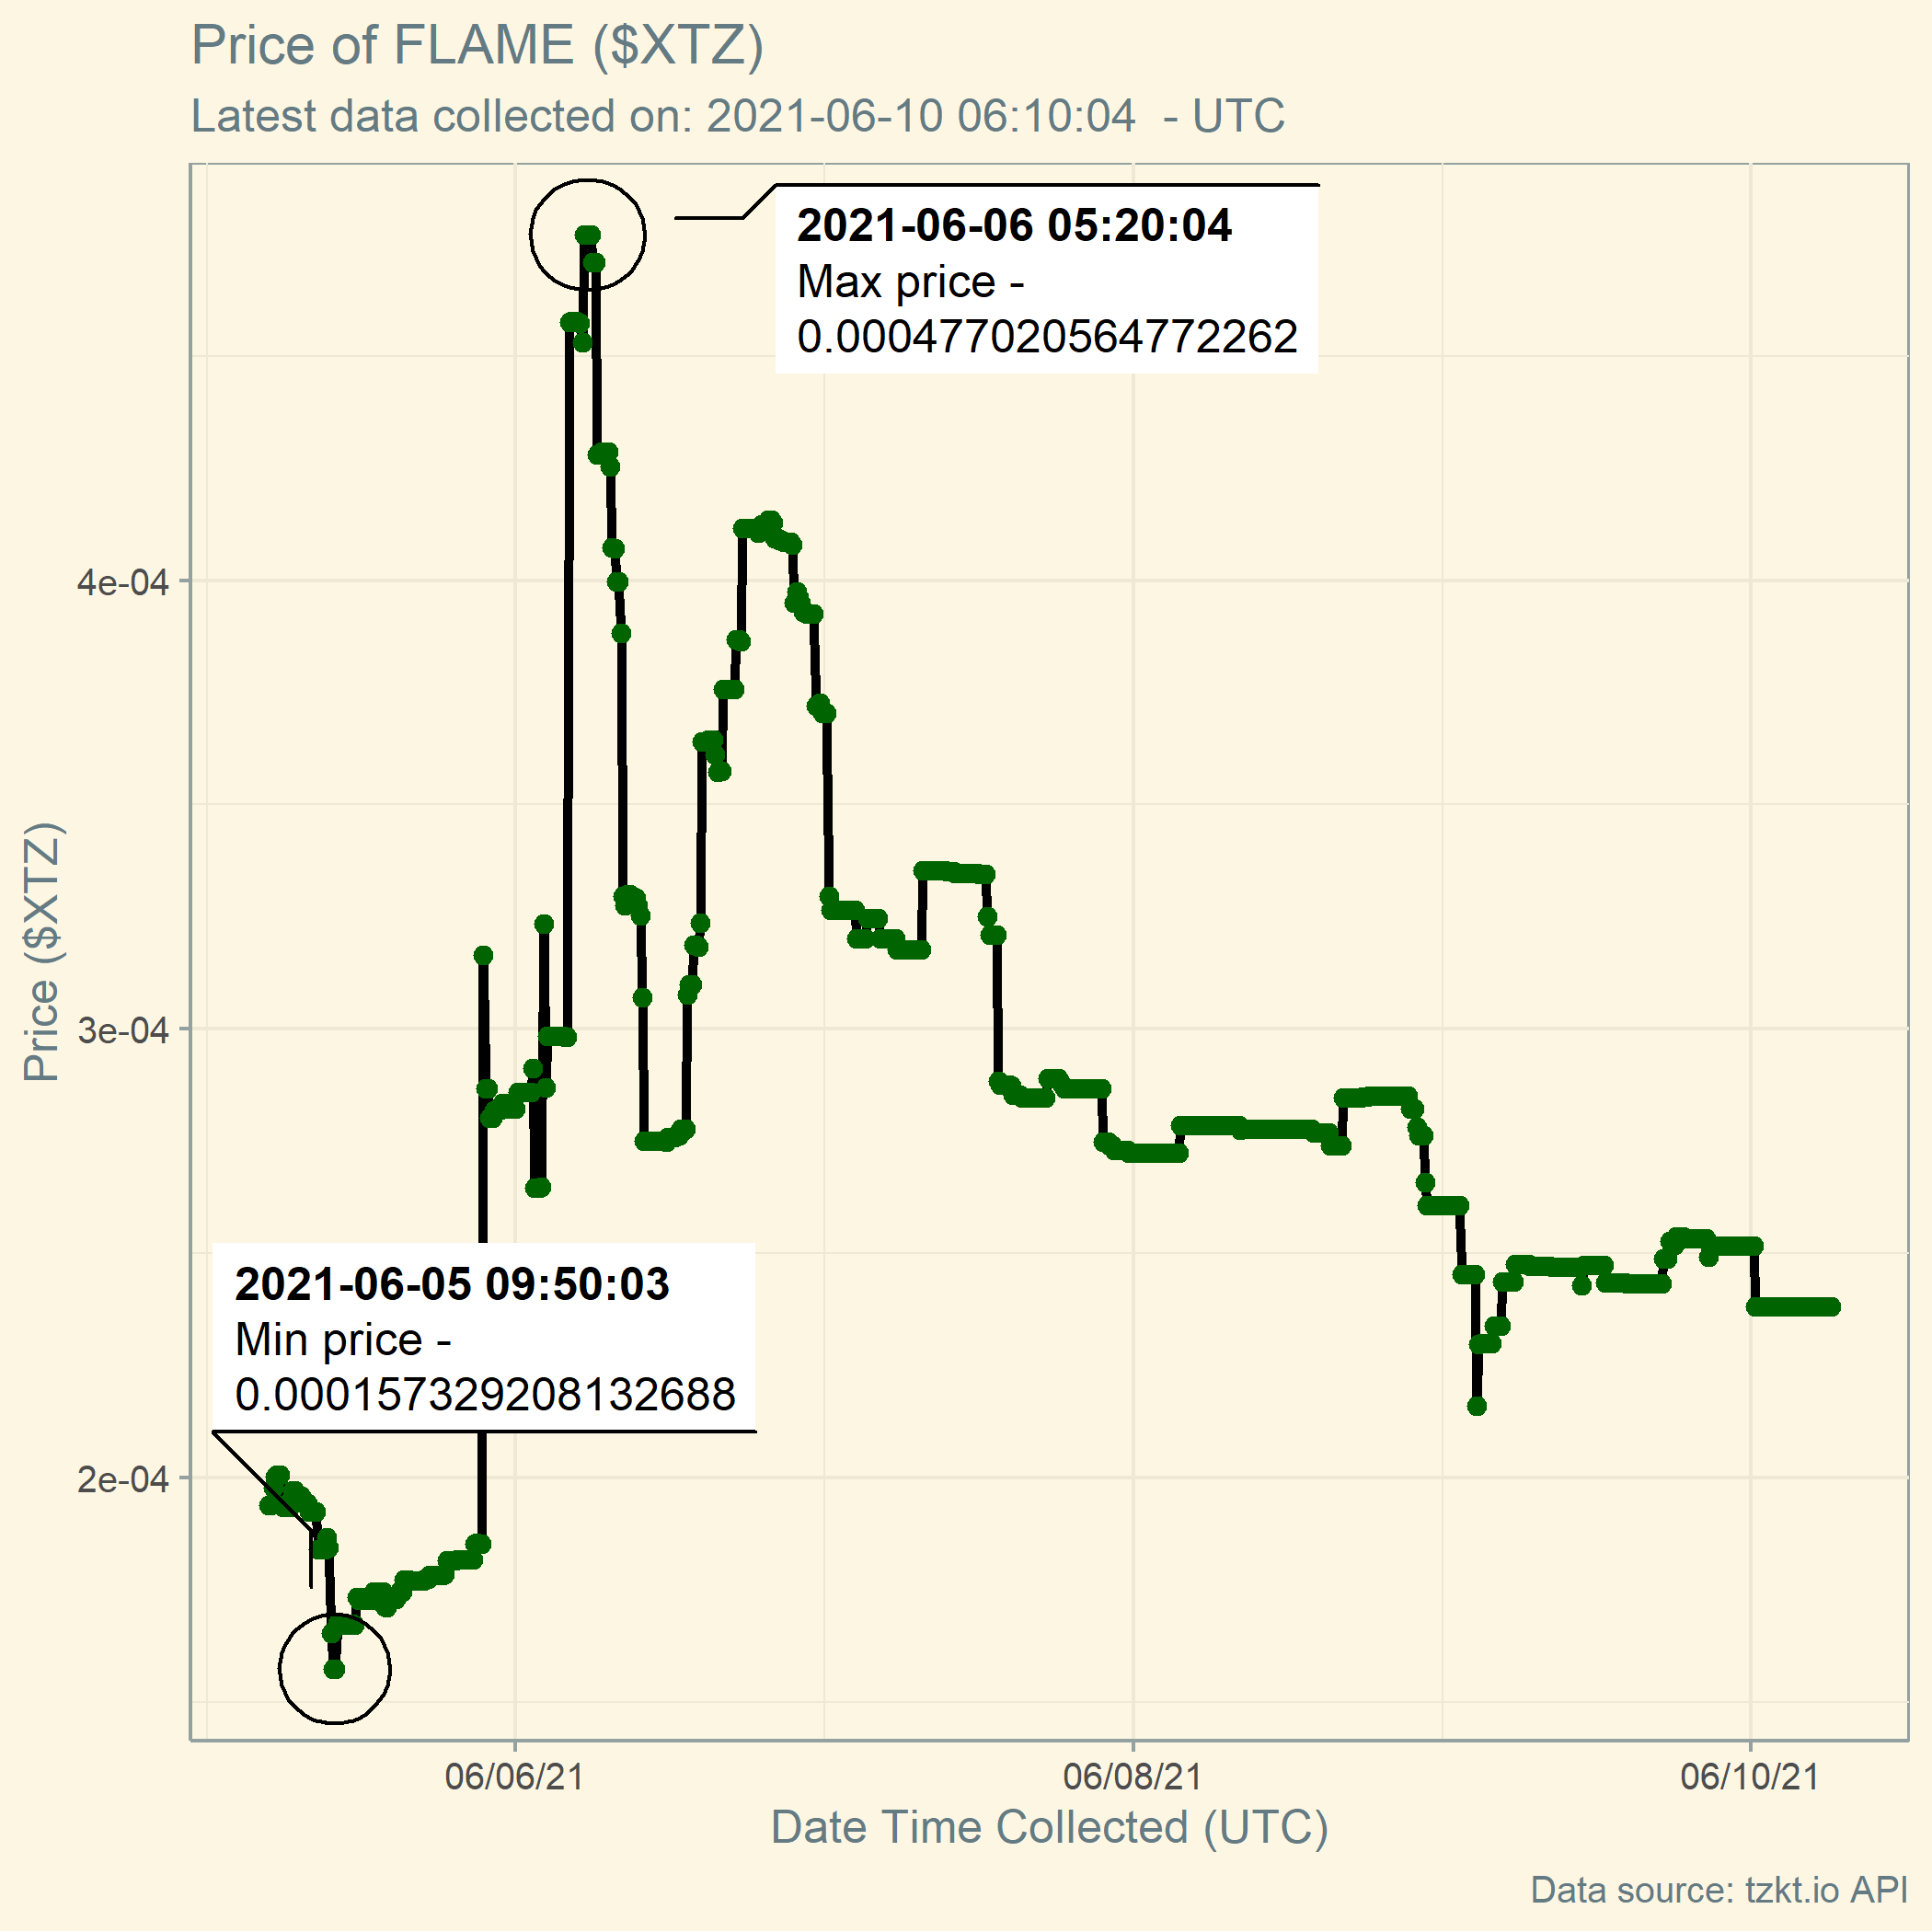 Price of FLAME ($XTZ)
Latest data collected on: 2021-06-10 06:10:04  - UTC
2021-06-06 05:20:04
Max price -
0.000477020564772262
4e-04
3e-04
2e-04
Price ($XTZ)
2021-06-05 09:50:03
Min price -
0.000157329208132688
06/06/21
06/08/21
06/10/21
Date Time Collected (UTC)
Data source: tzkt.io API